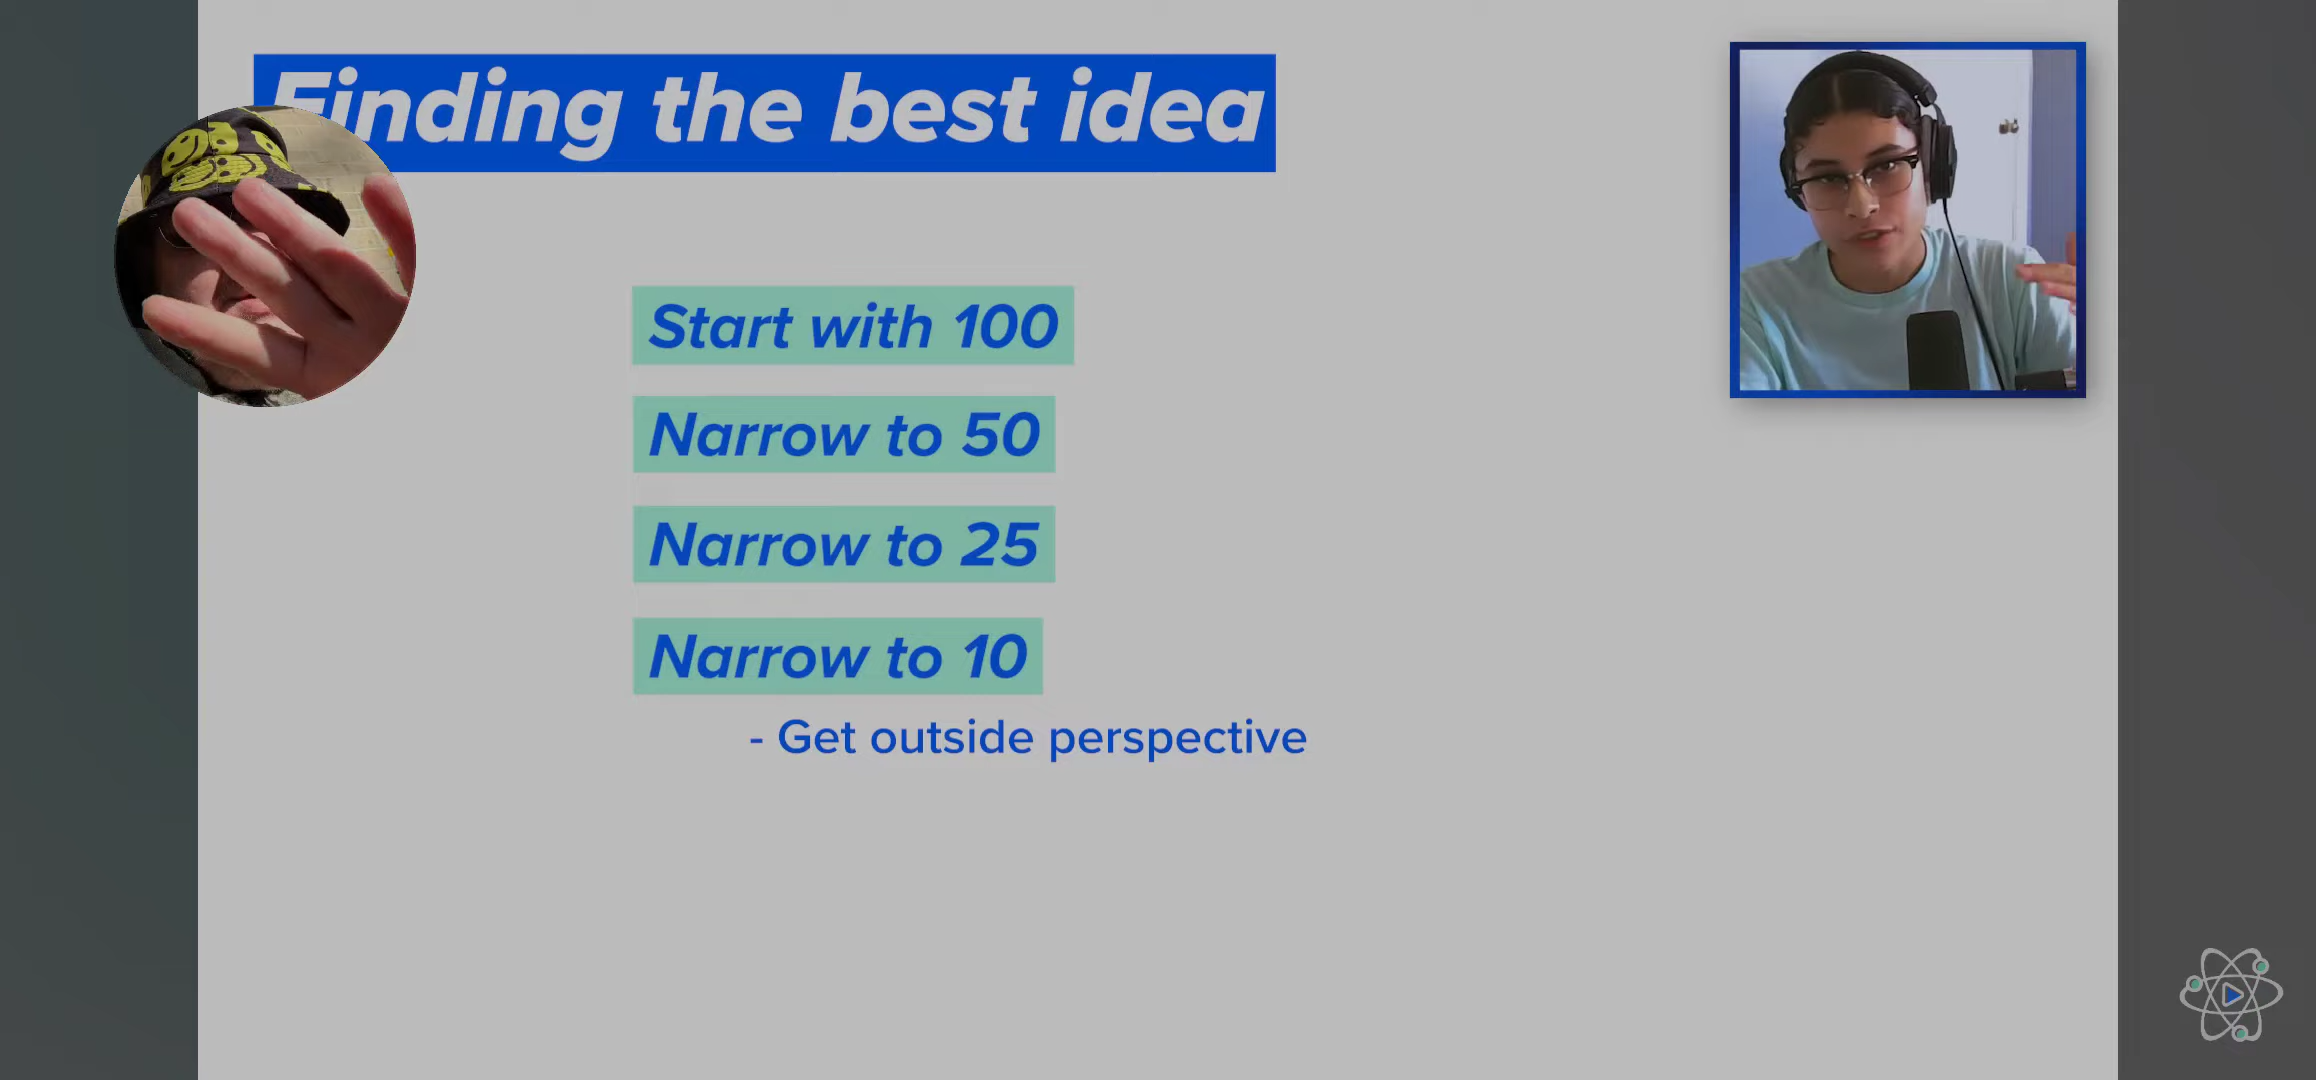 Finding the best idea
Start with 100
Narrow to 50
Narrow to 25
Narrow to 10
- Get outside perspective